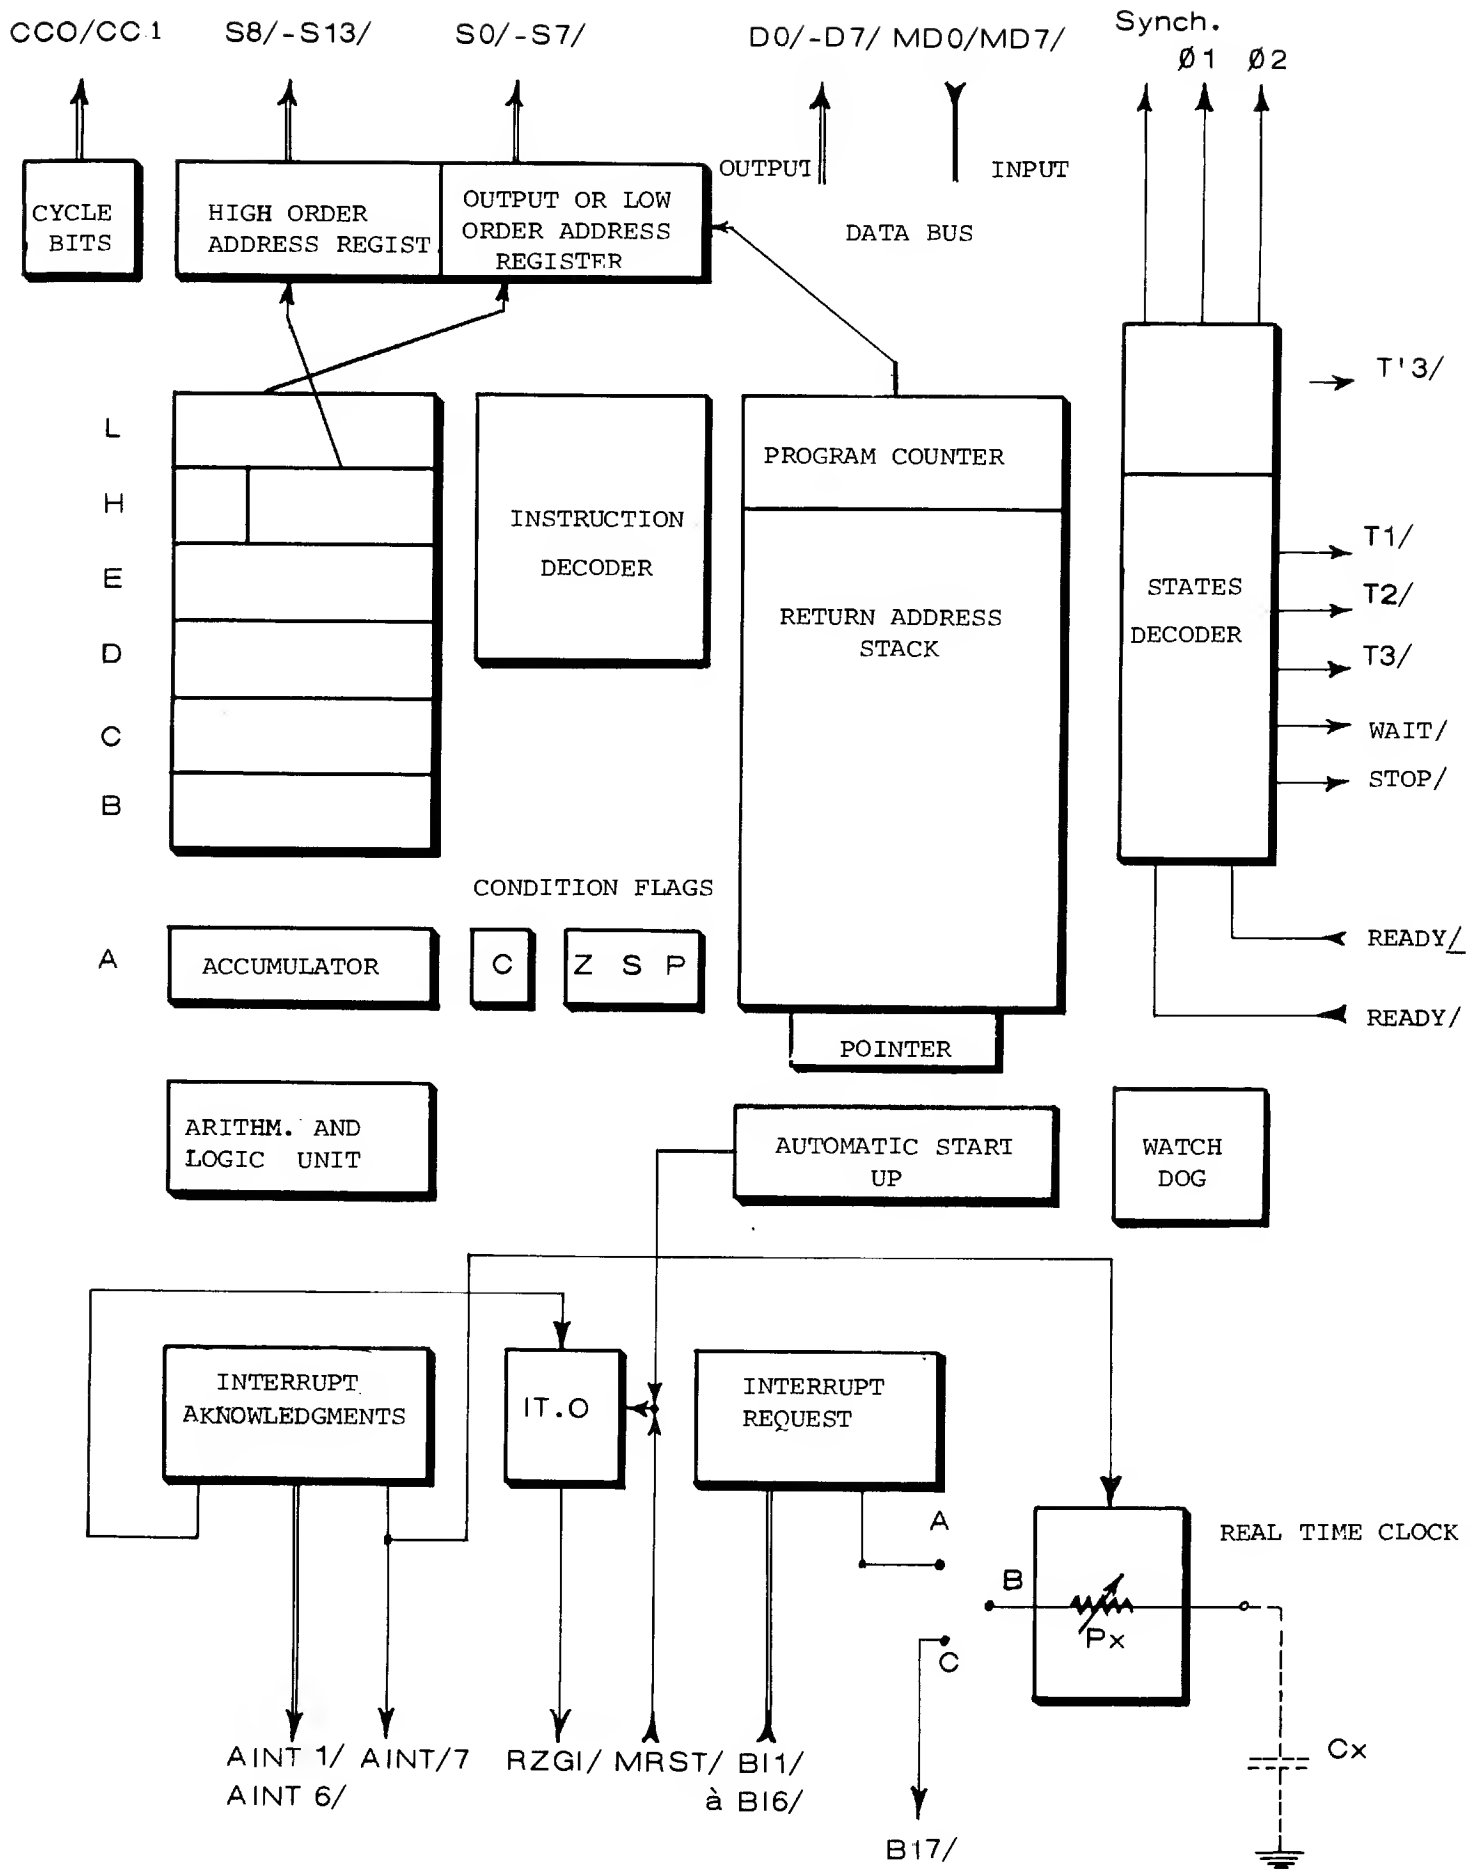 CCO/CC1
S8/-S13/
S0/-S7/
D0/-D7/ MD0/MD7/
Synch.
Ø1 Ø2
OUTPUT
INPUT
CYCLE
BITS
HIGH ORDER
ADDRESS REGIST
OUTPUT OR LOW
ORDER ADDRESS
REGISTER
DATA BUS
T'3/
L
H
E
D
C
B
INSTRUCTION
DECODER
PROGRAM COUNTER
RETURN ADDRESS
STACK
STATES
DECODER
T1/
T2/
T3/
WAIT/
STOP/
READY/
READY/
CONDITION FLAGS
A
ACCUMULATOR
C
Z S P
POINTER
ARITHM. AND
LOGIC UNIT
AUTOMATIC START
UP
WATCH
DOG
INTERRUPT
AKNOWLEDGMENTS
IT.O
INTERRUPT
REQUEST
A
B
C
REAL TIME CLOCK
Px
Cx
AINT 1/
AINT 6/
AINT/7
RZGI/
MRST/
BI1/
à BI6/
B17/